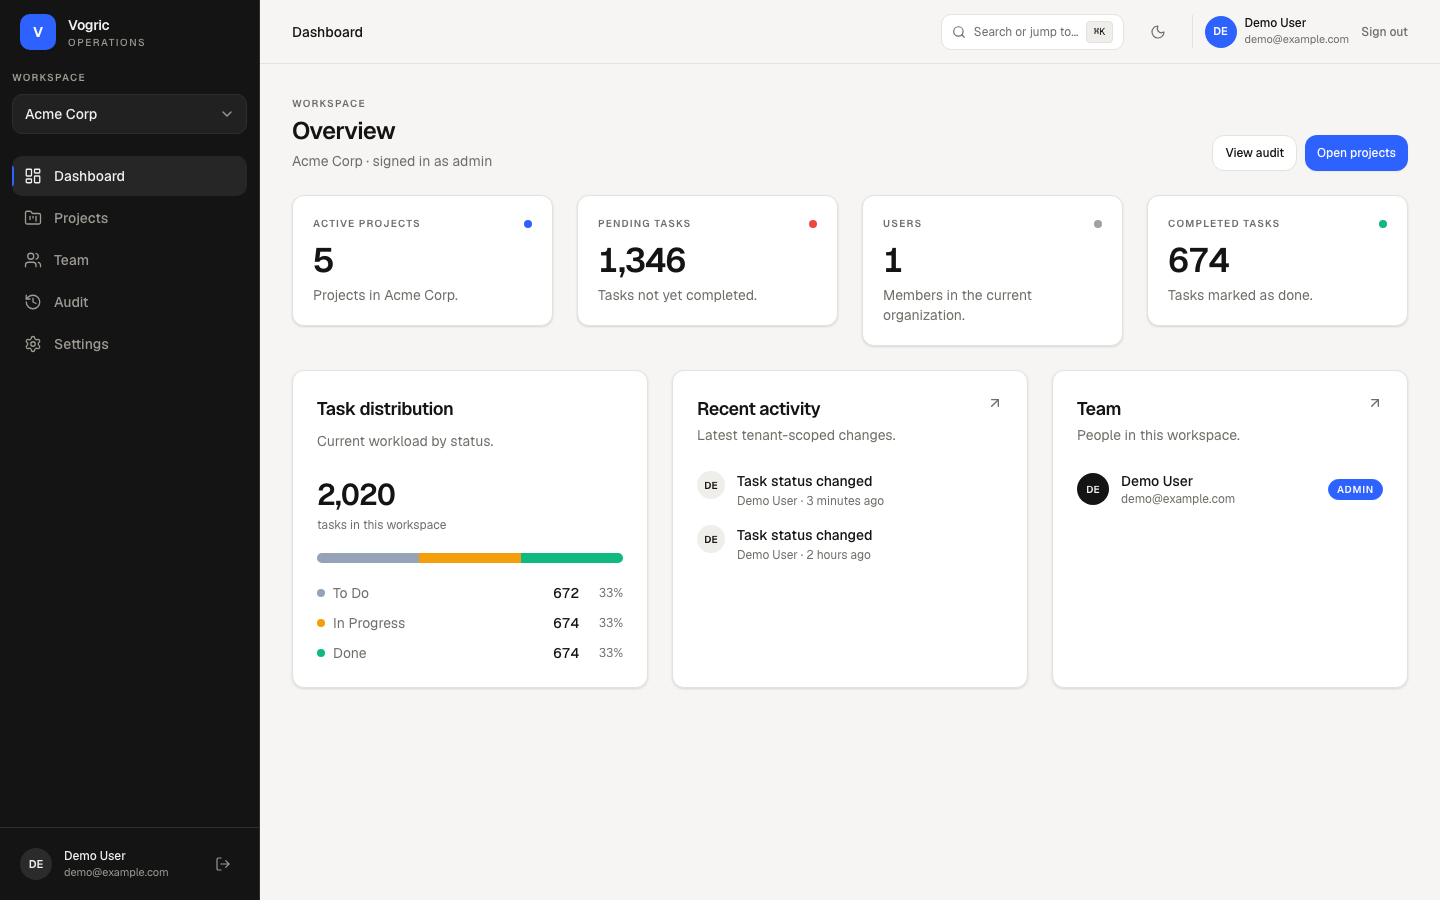 V
Vogric
OPERATIONS
WORKSPACE
Acme Corp
Dashboard
Projects
Team
Audit
Settings
DE
Demo User
demo@example.com
Dashboard
Search or jump to...
⌘K
DE
Demo User
demo@example.com
Sign out
WORKSPACE
Overview
Acme Corp · signed in as admin
View audit
Open projects
ACTIVE PROJECTS
5
Projects in Acme Corp.
PENDING TASKS
1,346
Tasks not yet completed.
USERS
1
Members in the current
organization.
COMPLETED TASKS
674
Tasks marked as done.
Task distribution
Current workload by status.
2,020
tasks in this workspace
To Do 672 33%
In Progress 674 33%
Done 674 33%
Recent activity
Latest tenant-scoped changes.
DE
Task status changed
Demo User · 3 minutes ago
DE
Task status changed
Demo User · 2 hours ago
Team
People in this workspace.
DE
Demo User
demo@example.com
ADMIN